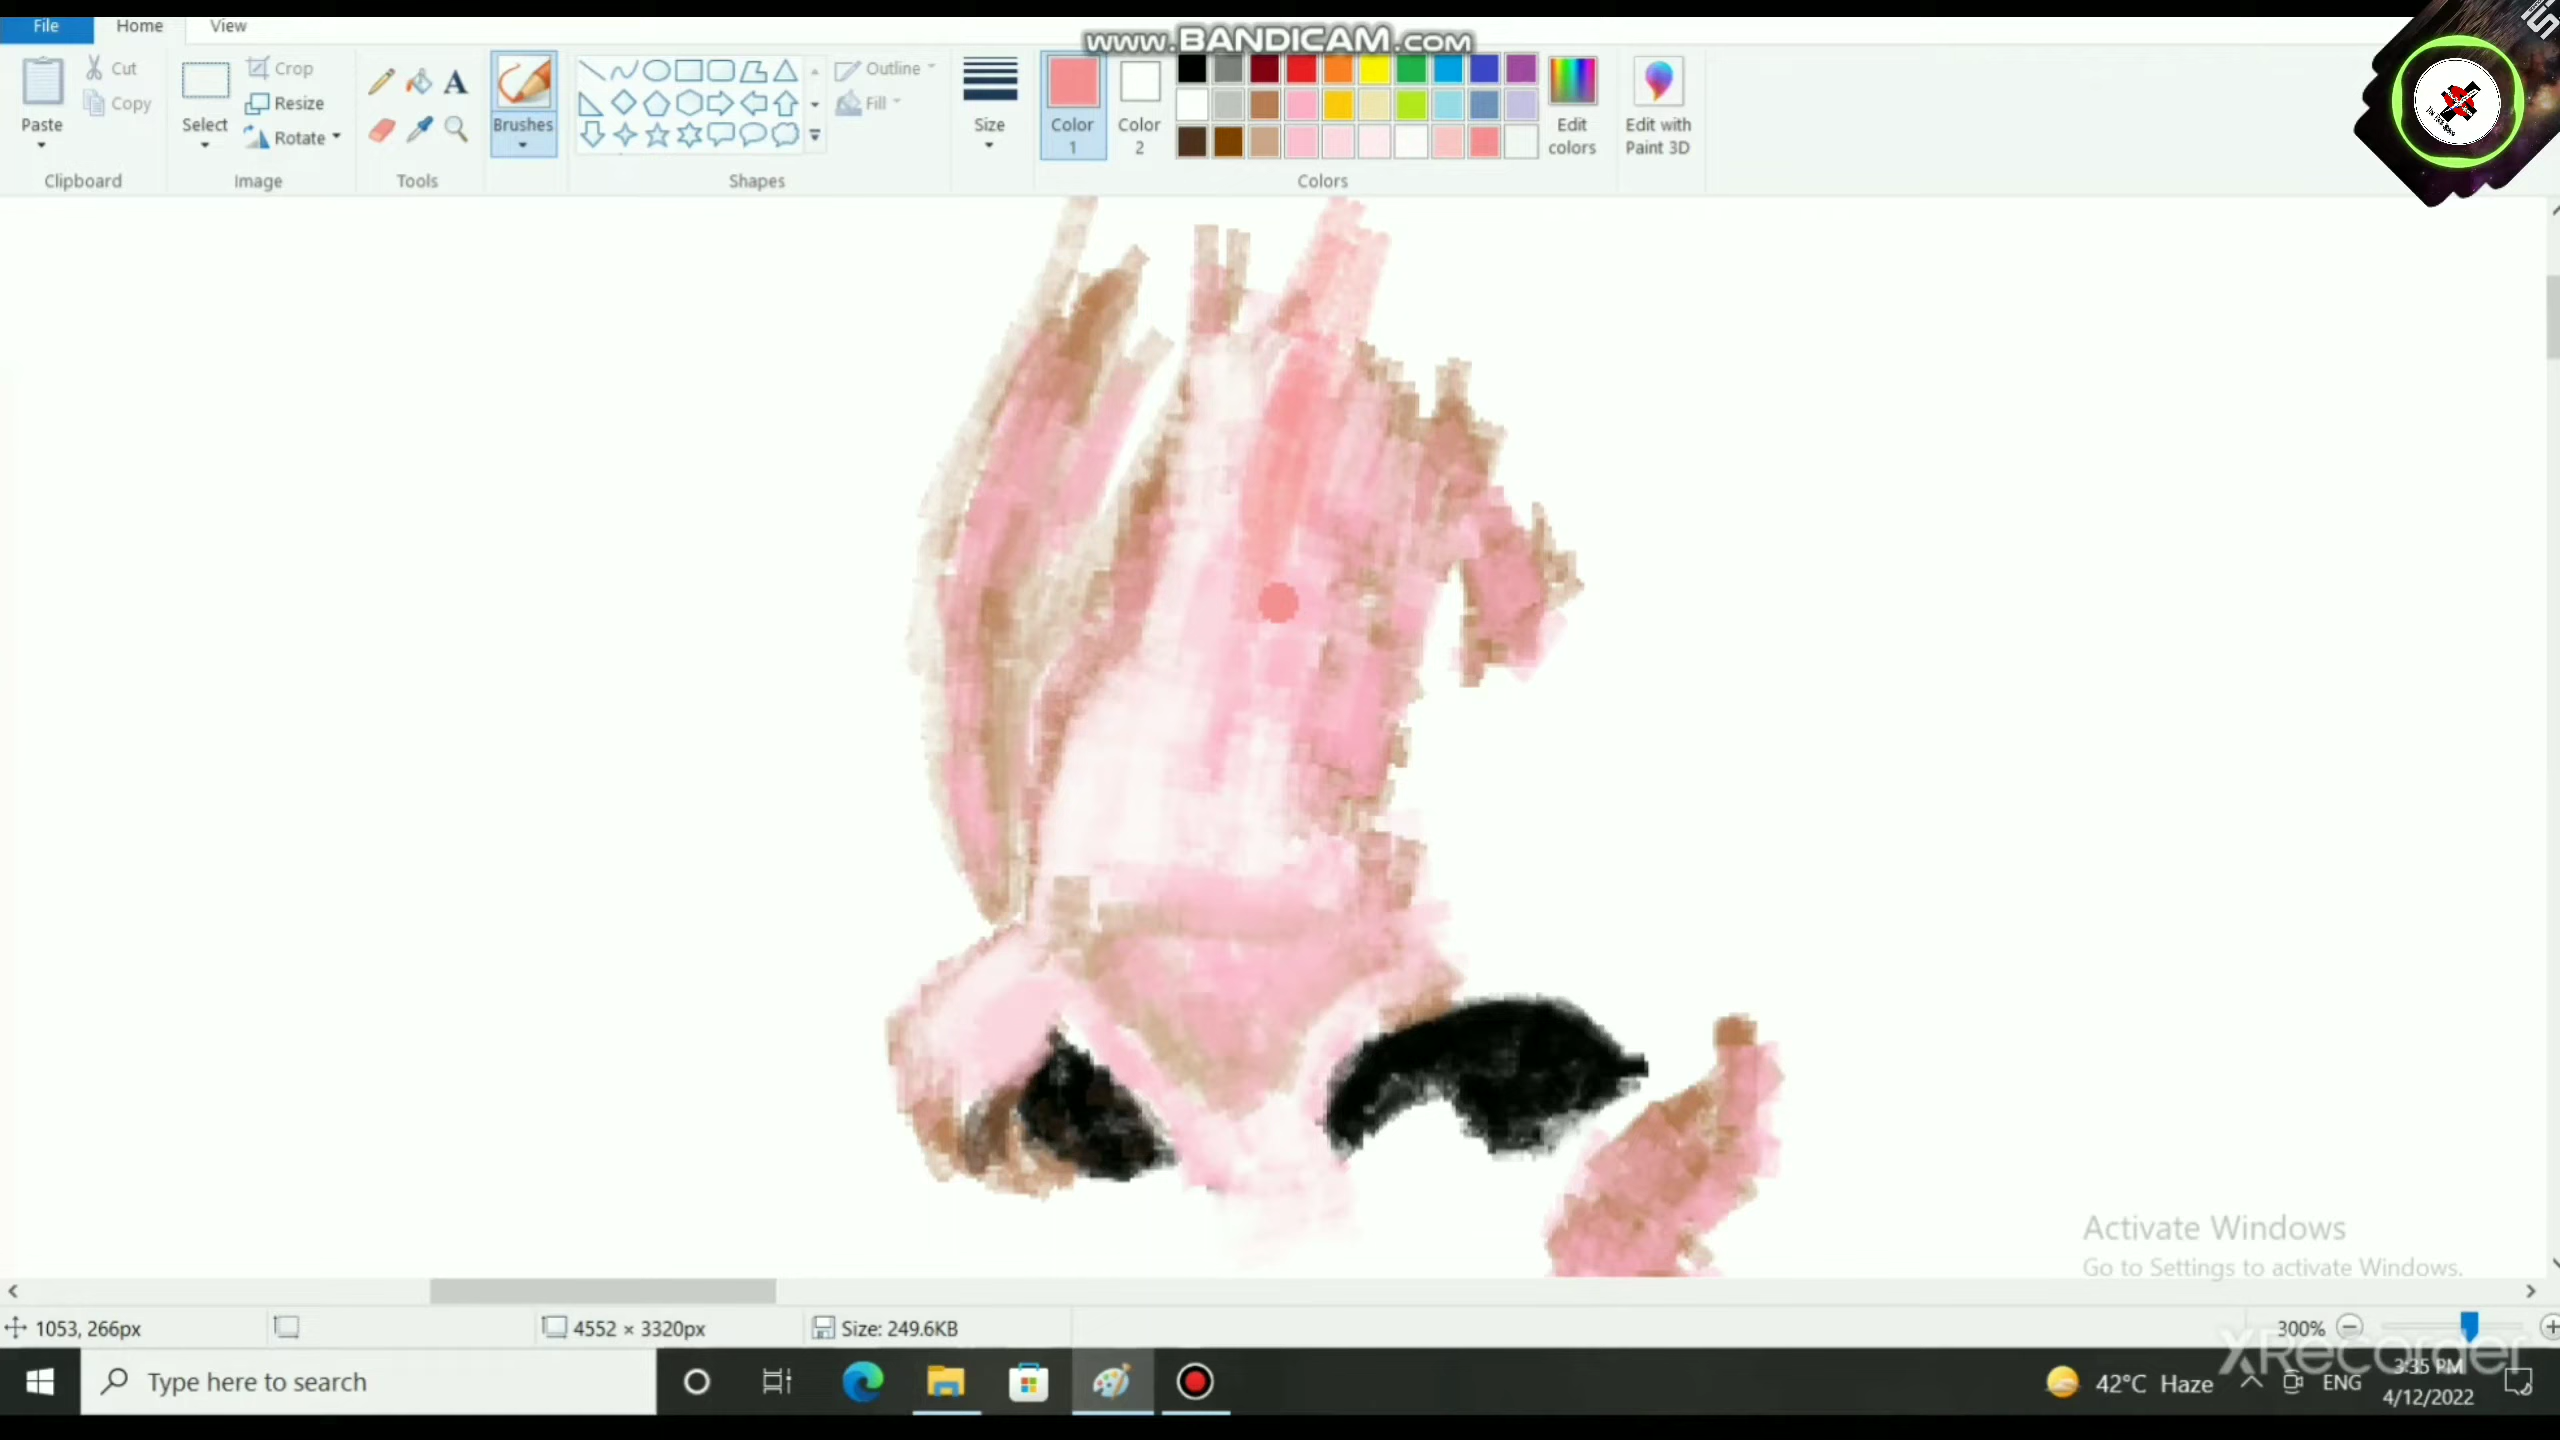 www.BANDICAM.com
File Home View
Cut
Copy
Paste
Clipboard
Select
Crop
Resize
Rotate
Image
A
Tools
Brushes
Shapes
Outline
Fill
Size
Color 1
Color 2
Colors
Edit colors
Edit with Paint 3D
Activate Windows
Go to Settings to activate Windows.
1053, 266px
4552 × 3320px
Size: 249.6KB
300%
XRecorder
Type here to search
42°C Haze
ENG
3:35 PM
4/12/2022